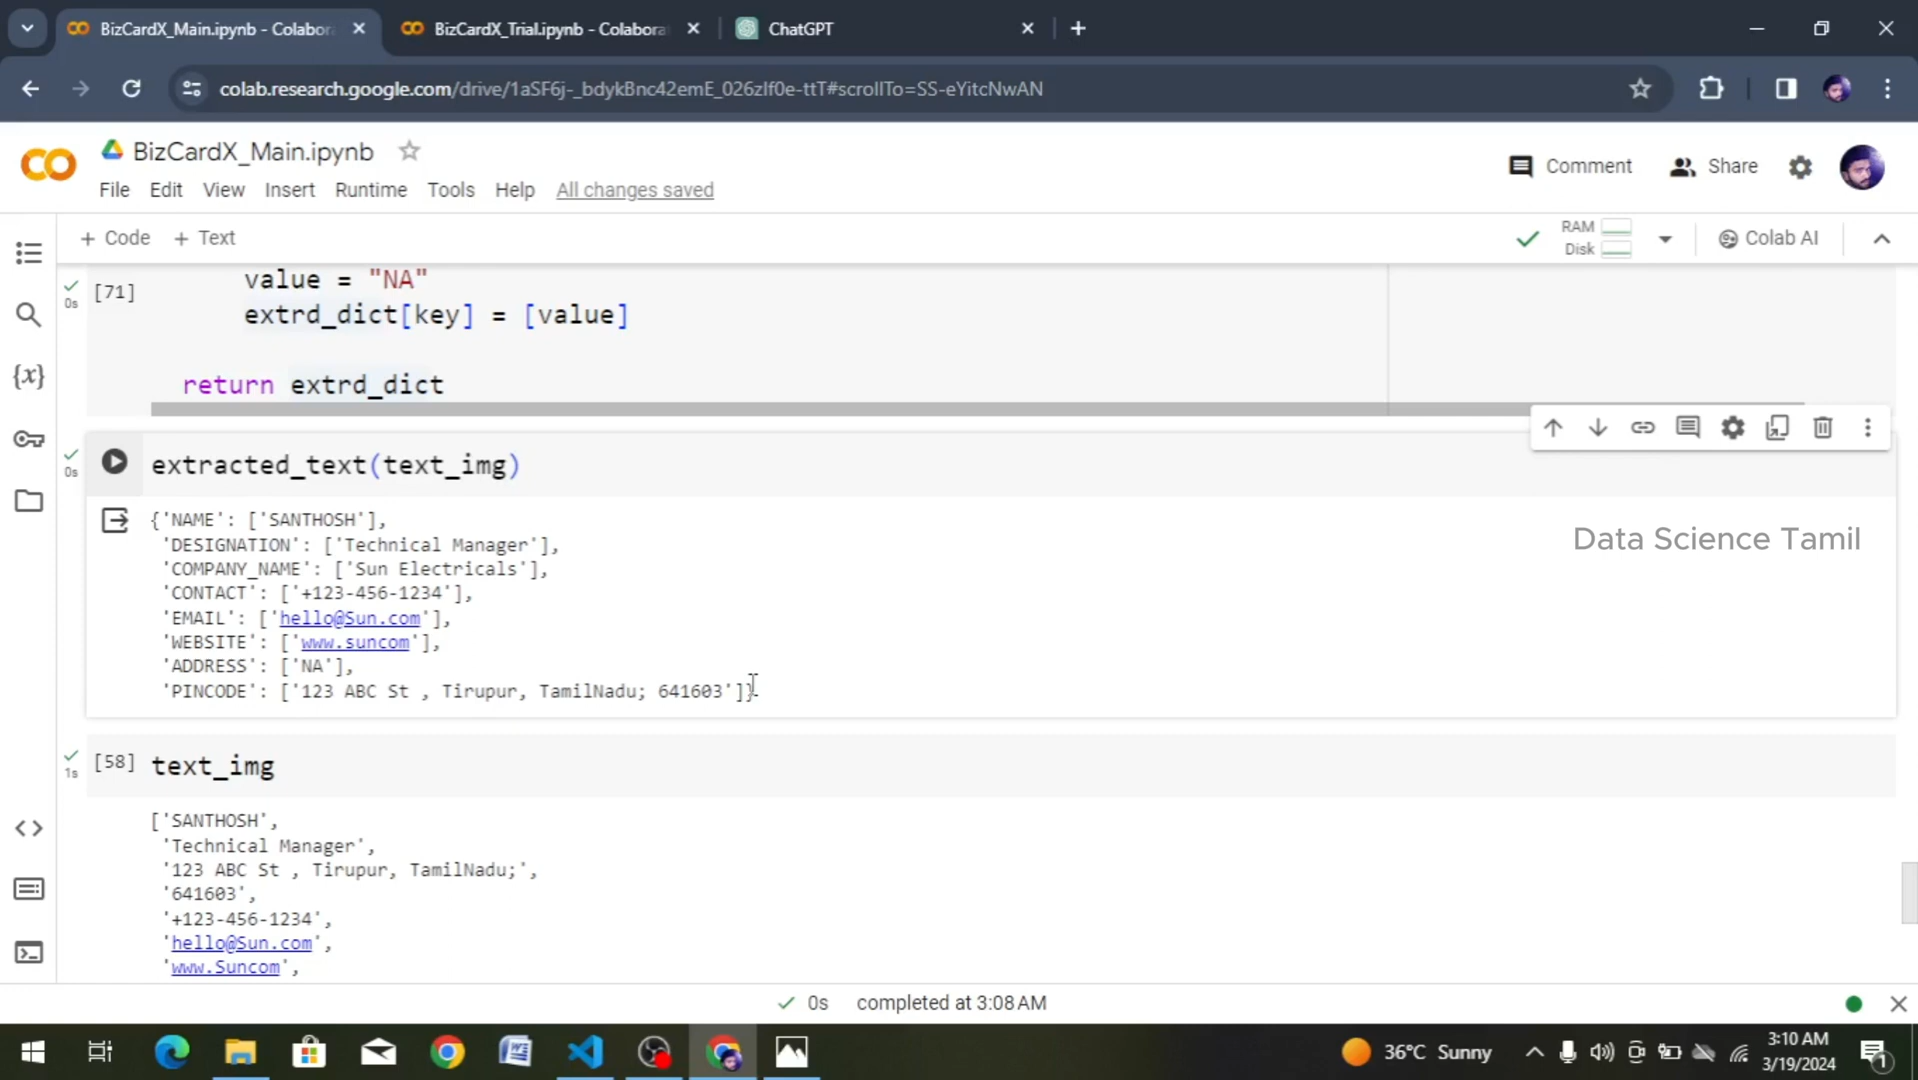 BizCardX_Main.ipynb - Colabor
BizCardX_Trial.ipynb - Colabora
ChatGPT
colab.research.google.com/drive/1aSF6j-_bdykBnc42emE_026zIf0e-ttT#scrollTo=SS-eYitcNwAN
BizCardX_Main.ipynb
Comment
Share
File Edit View Insert Runtime Tools Help All changes saved
+ Code + Text
RAM
Disk
Colab AI
value = "NA"
0s
[71]
extrd_dict[key] = [value]
return extrd_dict
0s
extracted_text(text_img)
{'NAME': ['SANTHOSH'],
'DESIGNATION': ['Technical Manager'],
'COMPANY_NAME': ['Sun Electricals'],
'CONTACT': ['+123-456-1234'],
'EMAIL': ['hello@Sun.com'],
'WEBSITE': ['www.suncom'],
'ADDRESS': ['NA'],
'PINCODE': ['123 ABC St , Tirupur, TamilNadu; 641603']}
Data Science Tamil
1s
[58]
text_img
['SANTHOSH',
'Technical Manager',
'123 ABC St , Tirupur, TamilNadu;',
'641603',
'+123-456-1234',
'hello@Sun.com',
'www.Suncom',
0s completed at 3:08 AM
36°C Sunny
3:10 AM
3/19/2024
1